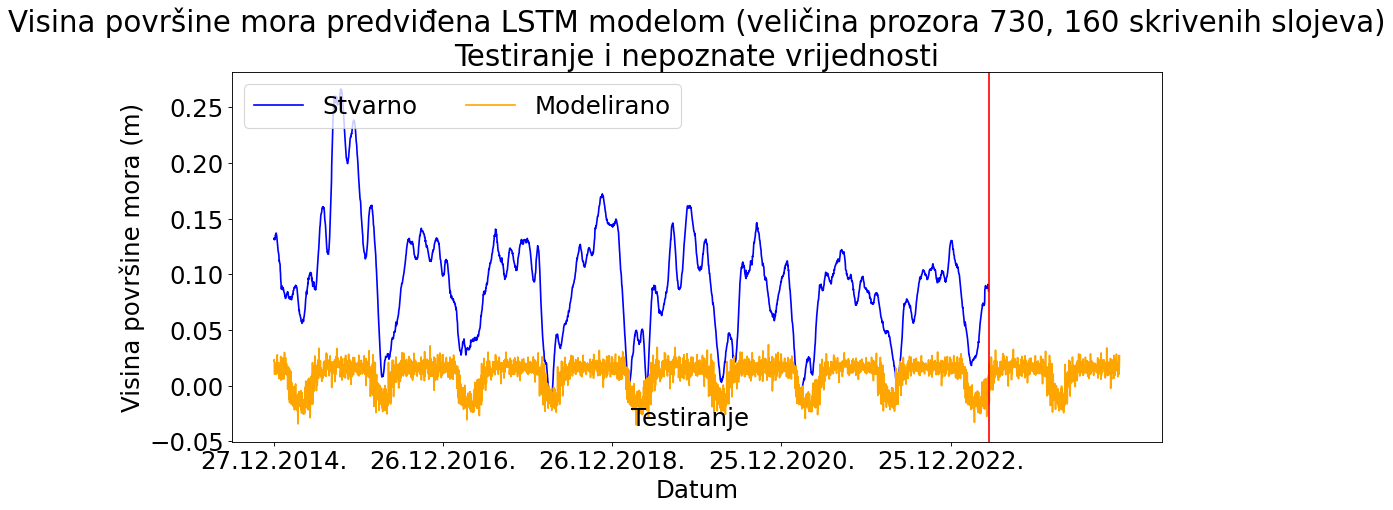 Visina površine mora predviđena LSTM modelom (veličina prozora 730, 160 skrivenih slojeva)
Testiranje i nepoznate vrijednosti
Stvarno Modelirano
Visina površine mora (m)
0.25
0.20
0.15
0.10
0.05
0.00
−0.05
Testiranje
27.12.2014. 26.12.2016. 26.12.2018. 25.12.2020. 25.12.2022.
Datum